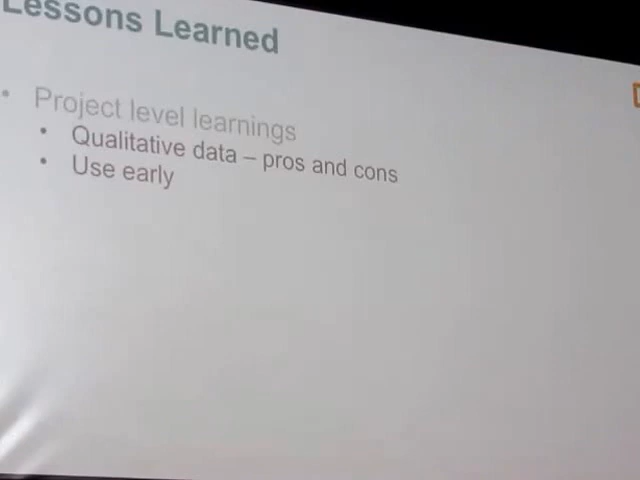 Lessons Learned
• Project level learnings
• Qualitative data – pros and cons
• Use early